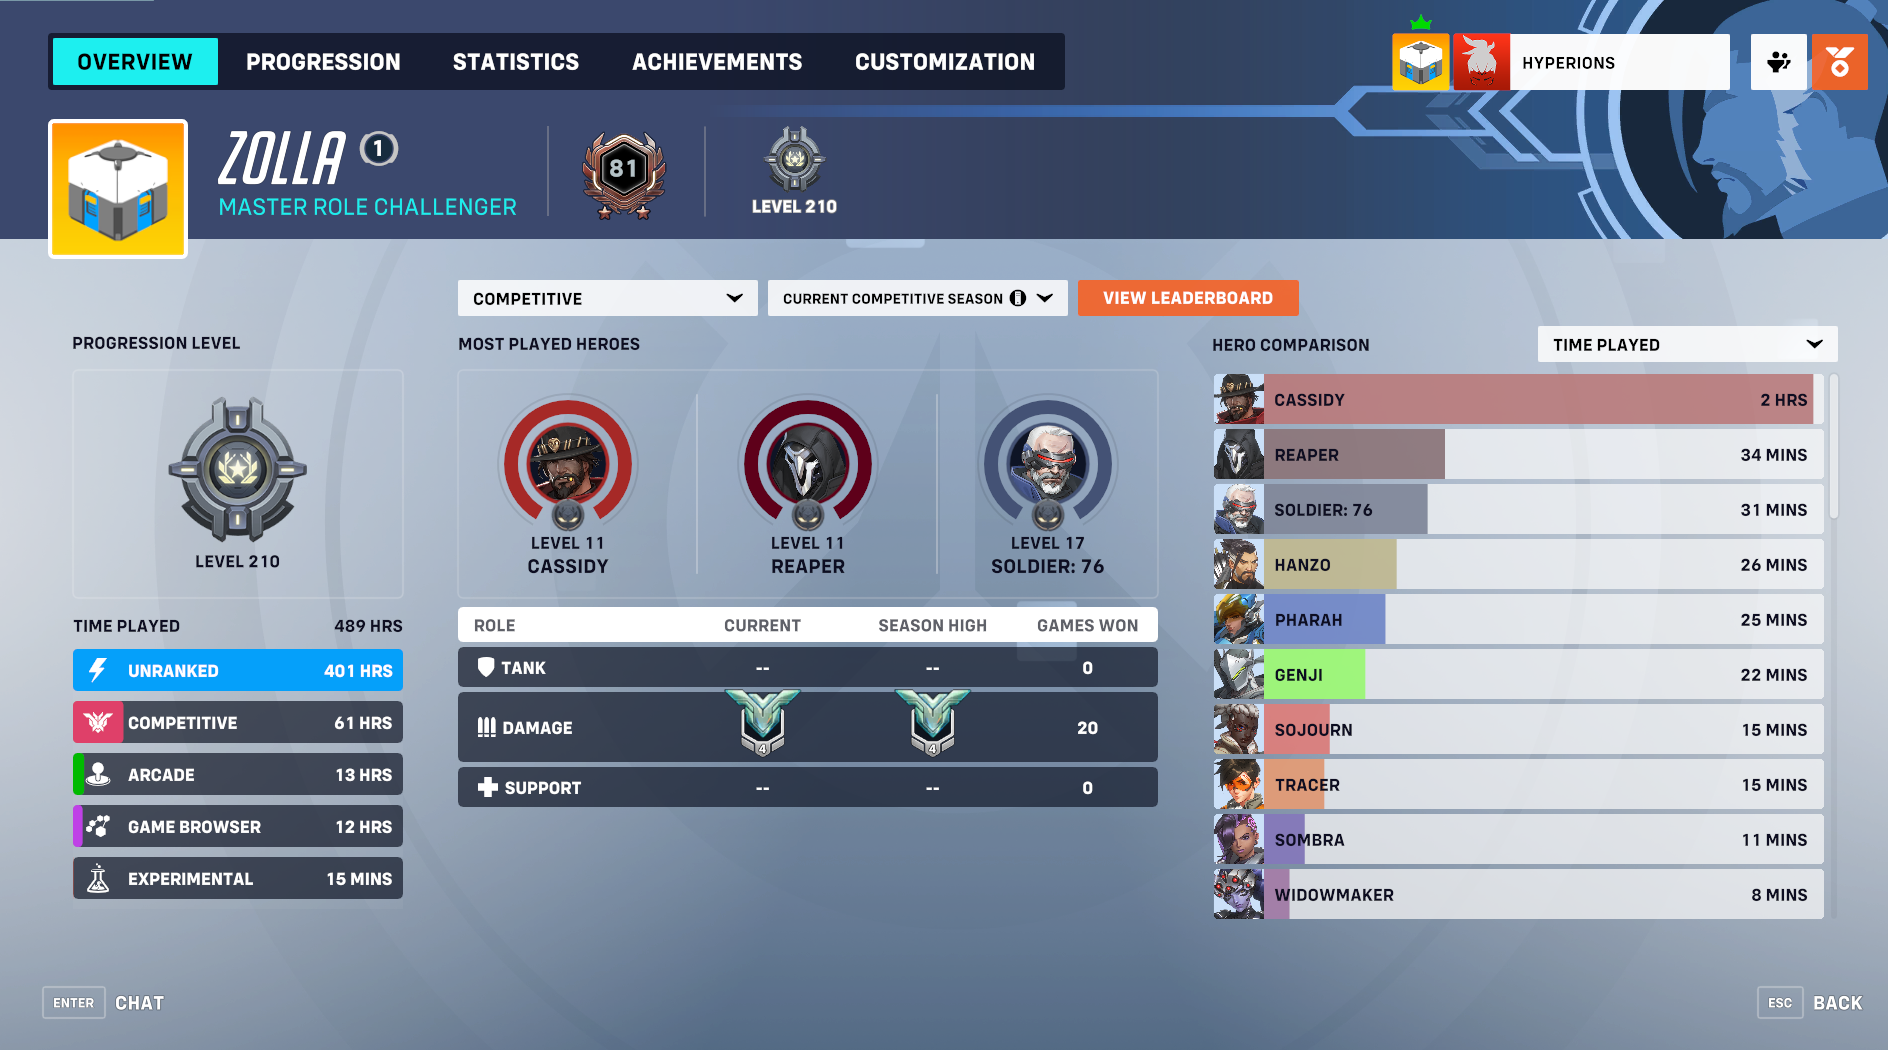 OVERVIEW PROGRESSION STATISTICS ACHIEVEMENTS CUSTOMIZATION
HYPERIONS
ZOLLA 1
MASTER ROLE CHALLENGER
81
LEVEL 210
COMPETITIVE
CURRENT COMPETITIVE SEASON
VIEW LEADERBOARD
PROGRESSION LEVEL
LEVEL 210
TIME PLAYED 489 HRS
UNRANKED 401 HRS
COMPETITIVE 61 HRS
ARCADE 13 HRS
GAME BROWSER 12 HRS
EXPERIMENTAL 15 MINS
MOST PLAYED HEROES
LEVEL 11
CASSIDY
LEVEL 11
REAPER
LEVEL 17
SOLDIER: 76
ROLE CURRENT SEASON HIGH GAMES WON
TANK -- -- 0
DAMAGE 4 4 20
SUPPORT -- -- 0
HERO COMPARISON
TIME PLAYED
CASSIDY 2 HRS
REAPER 34 MINS
SOLDIER: 76 31 MINS
HANZO 26 MINS
PHARAH 25 MINS
GENJI 22 MINS
SOJOURN 15 MINS
TRACER 15 MINS
SOMBRA 11 MINS
WIDOWMAKER 8 MINS
ENTER CHAT
ESC BACK